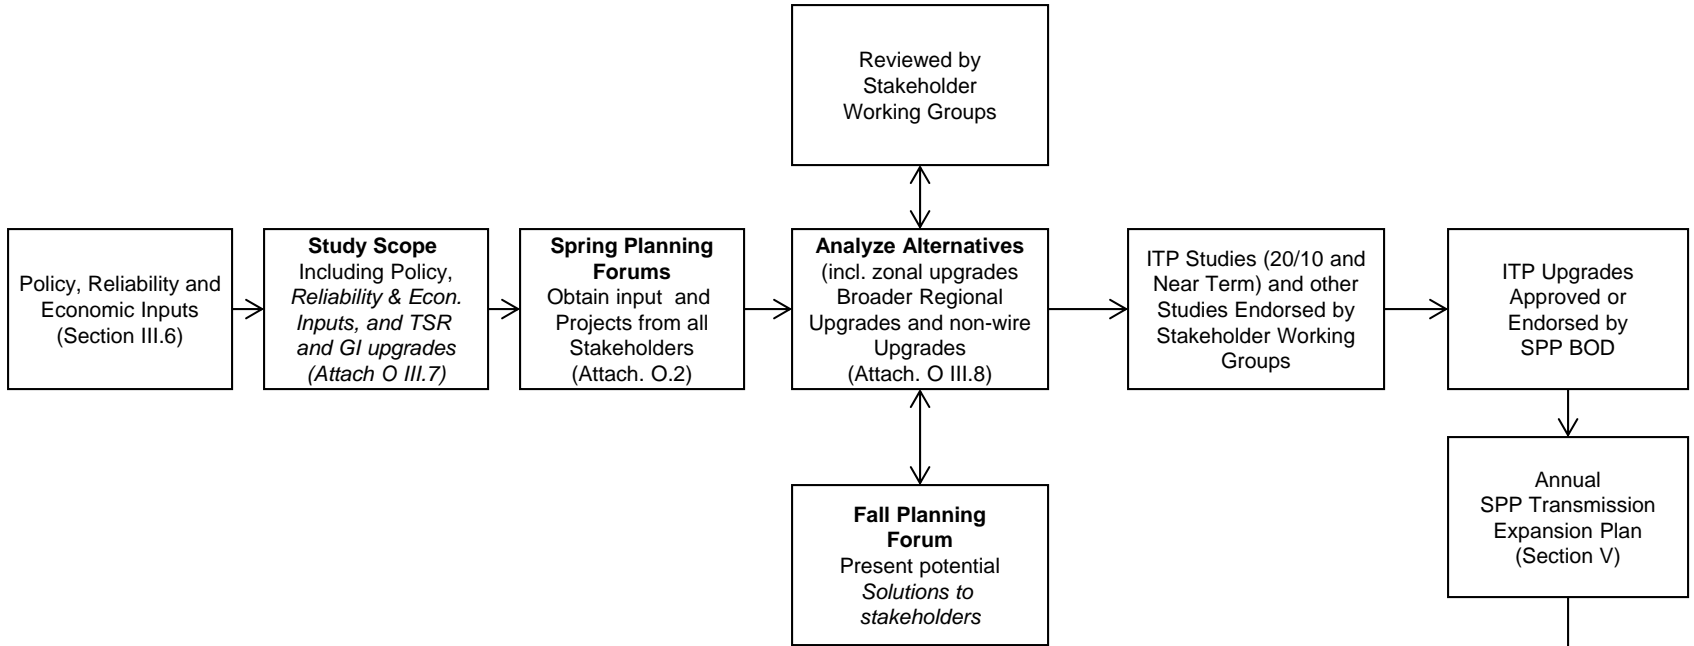 Reviewed by
Stakeholder
Working Groups
Policy, Reliability and
Economic Inputs
(Section III.6)
Study Scope
Including Policy,
Reliability & Econ.
Inputs, and TSR
and GI upgrades
(Attach O III.7)
Spring Planning
Forums
Obtain input and
Projects from all
Stakeholders
(Attach. O.2)
Analyze Alternatives
(incl. zonal upgrades
Broader Regional
Upgrades and non-wire
Upgrades
(Attach. O III.8)
ITP Studies (20/10 and
Near Term) and other
Studies Endorsed by
Stakeholder Working
Groups
ITP Upgrades
Approved or
Endorsed by
SPP BOD
Fall Planning
Forum
Present potential
Solutions to
stakeholders
Annual
SPP Transmission
Expansion Plan
(Section V)